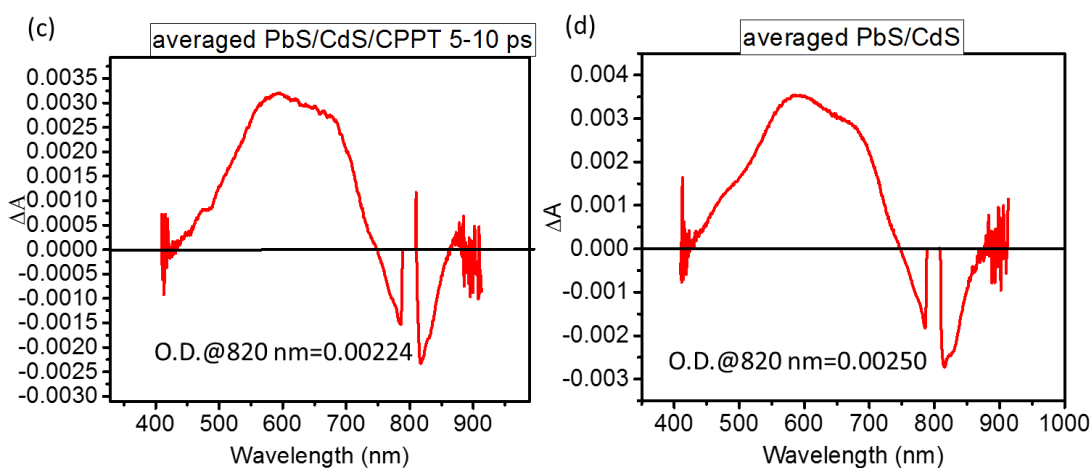 (c)
averaged PbS/CdS/CPPT 5-10 ps
0.0035
0.0030
0.0025
0.0020
0.0015
0.0010
0.0005
0.0000
-0.0005
-0.0010
-0.0015
-0.0020
-0.0025
-0.0030
ΔA
O.D.@820 nm=0.00224
400 500 600 700 800 900
Wavelength (nm)
(d)
averaged PbS/CdS
0.004
0.003
0.002
0.001
0.000
-0.001
-0.002
-0.003
ΔA
O.D.@820 nm=0.00250
400 500 600 700 800 900 1000
Wavelength (nm)